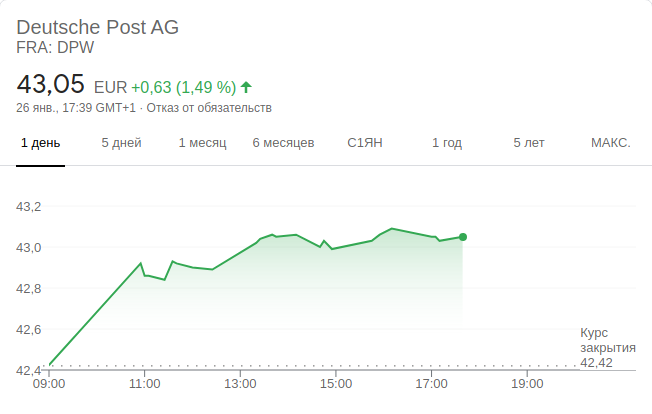 Deutsche Post AG
FRA: DPW
43,05 EUR +0,63 (1,49 %)
26 янв., 17:39 GMT+1 · Отказ от обязательств
1 день 5 дней 1 месяц 6 месяцев С1ЯН 1 год 5 лет МАКС.
43,2
43,0
42,8
42,6
Курс
закрытия
42,42
42,4
09:00 11:00 13:00 15:00 17:00 19:00